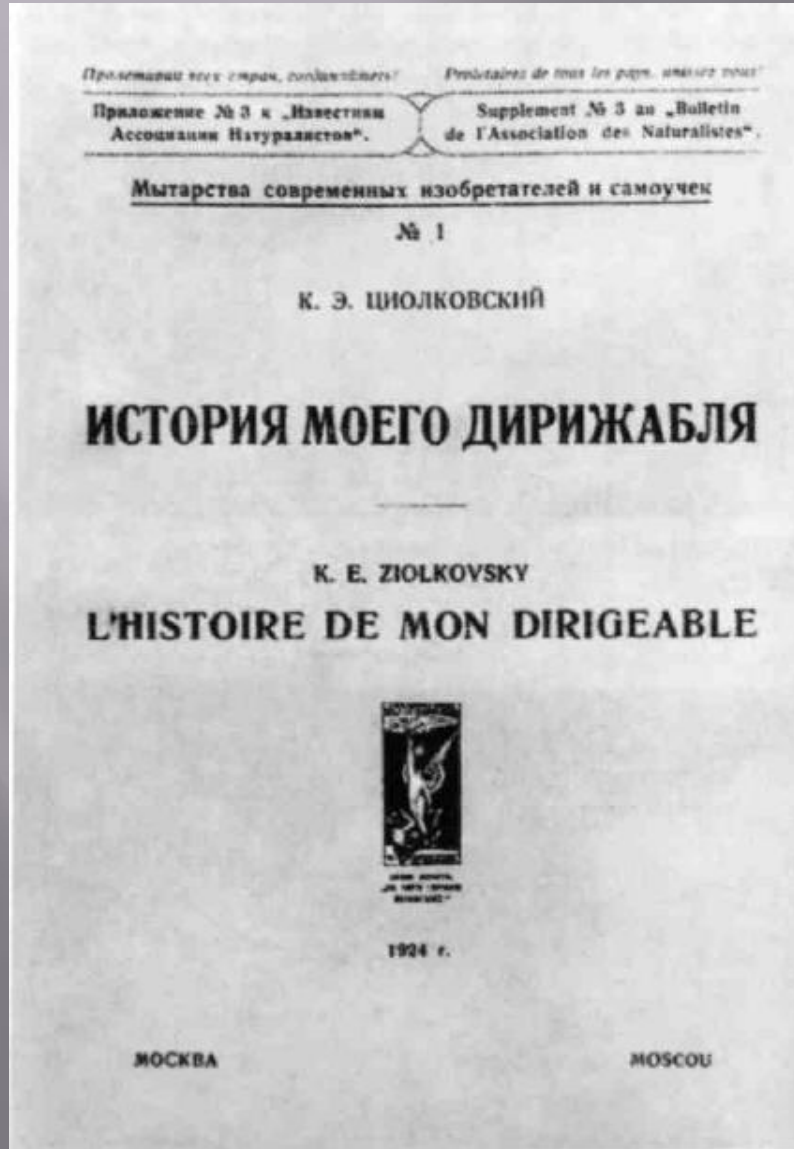 Пролетарии всех стран, соединяйтесь!
Prolétaires de tous les pays, unissez vous!
Приложение № 3 к „Известиям
Ассоциации Натуралистов“.
Supplement № 3 au „Bulletin
de l'Association des Naturalistes“.
Мытарства современных изобретателей и самоучек
№ 1
К. Э. ЦИОЛКОВСКИЙ
ИСТОРИЯ МОЕГО ДИРИЖАБЛЯ
K. E. ZIOLKOVSKY
L'HISTOIRE DE MON DIRIGEABLE
1924 г.
МОСКВА
MOSCOU